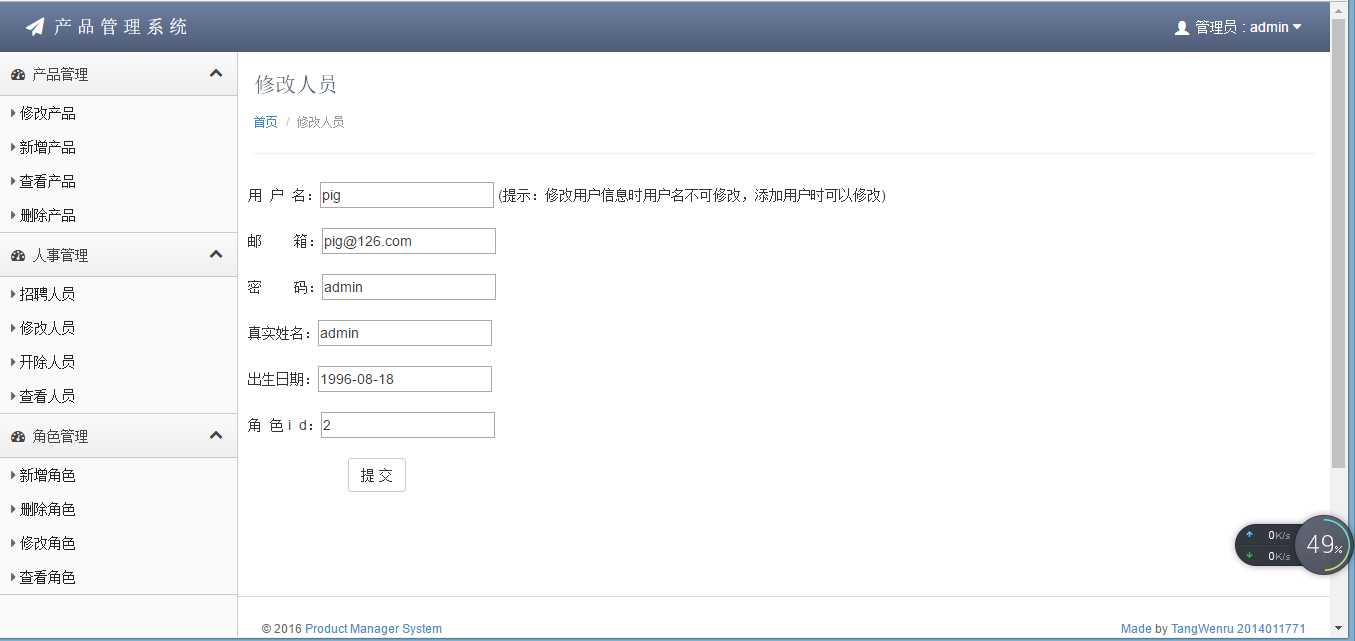 产品管理系统
管理员 : admin
产品管理
修改产品
新增产品
查看产品
删除产品
人事管理
招聘人员
修改人员
开除人员
查看人员
角色管理
新增角色
删除角色
修改角色
查看角色
修改人员
首页 / 修改人员
用 户 名：pig (提示：修改用户信息时用户名不可修改，添加用户时可以修改)
邮 箱：pig@126.com
密 码：admin
真实姓名：admin
出生日期：1996-08-18
角 色 i d：2
提 交
0K/s
0K/s
49%
© 2016 Product Manager System
Made by TangWenru 2014011771